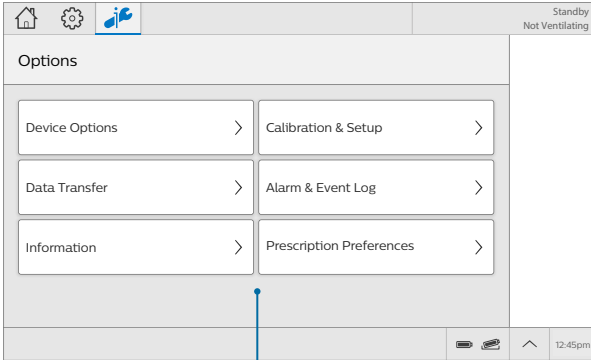 Standby
Not Ventilating
Options
Device Options
Calibration & Setup
Data Transfer
Alarm & Event Log
Information
Prescription Preferences
12:45pm